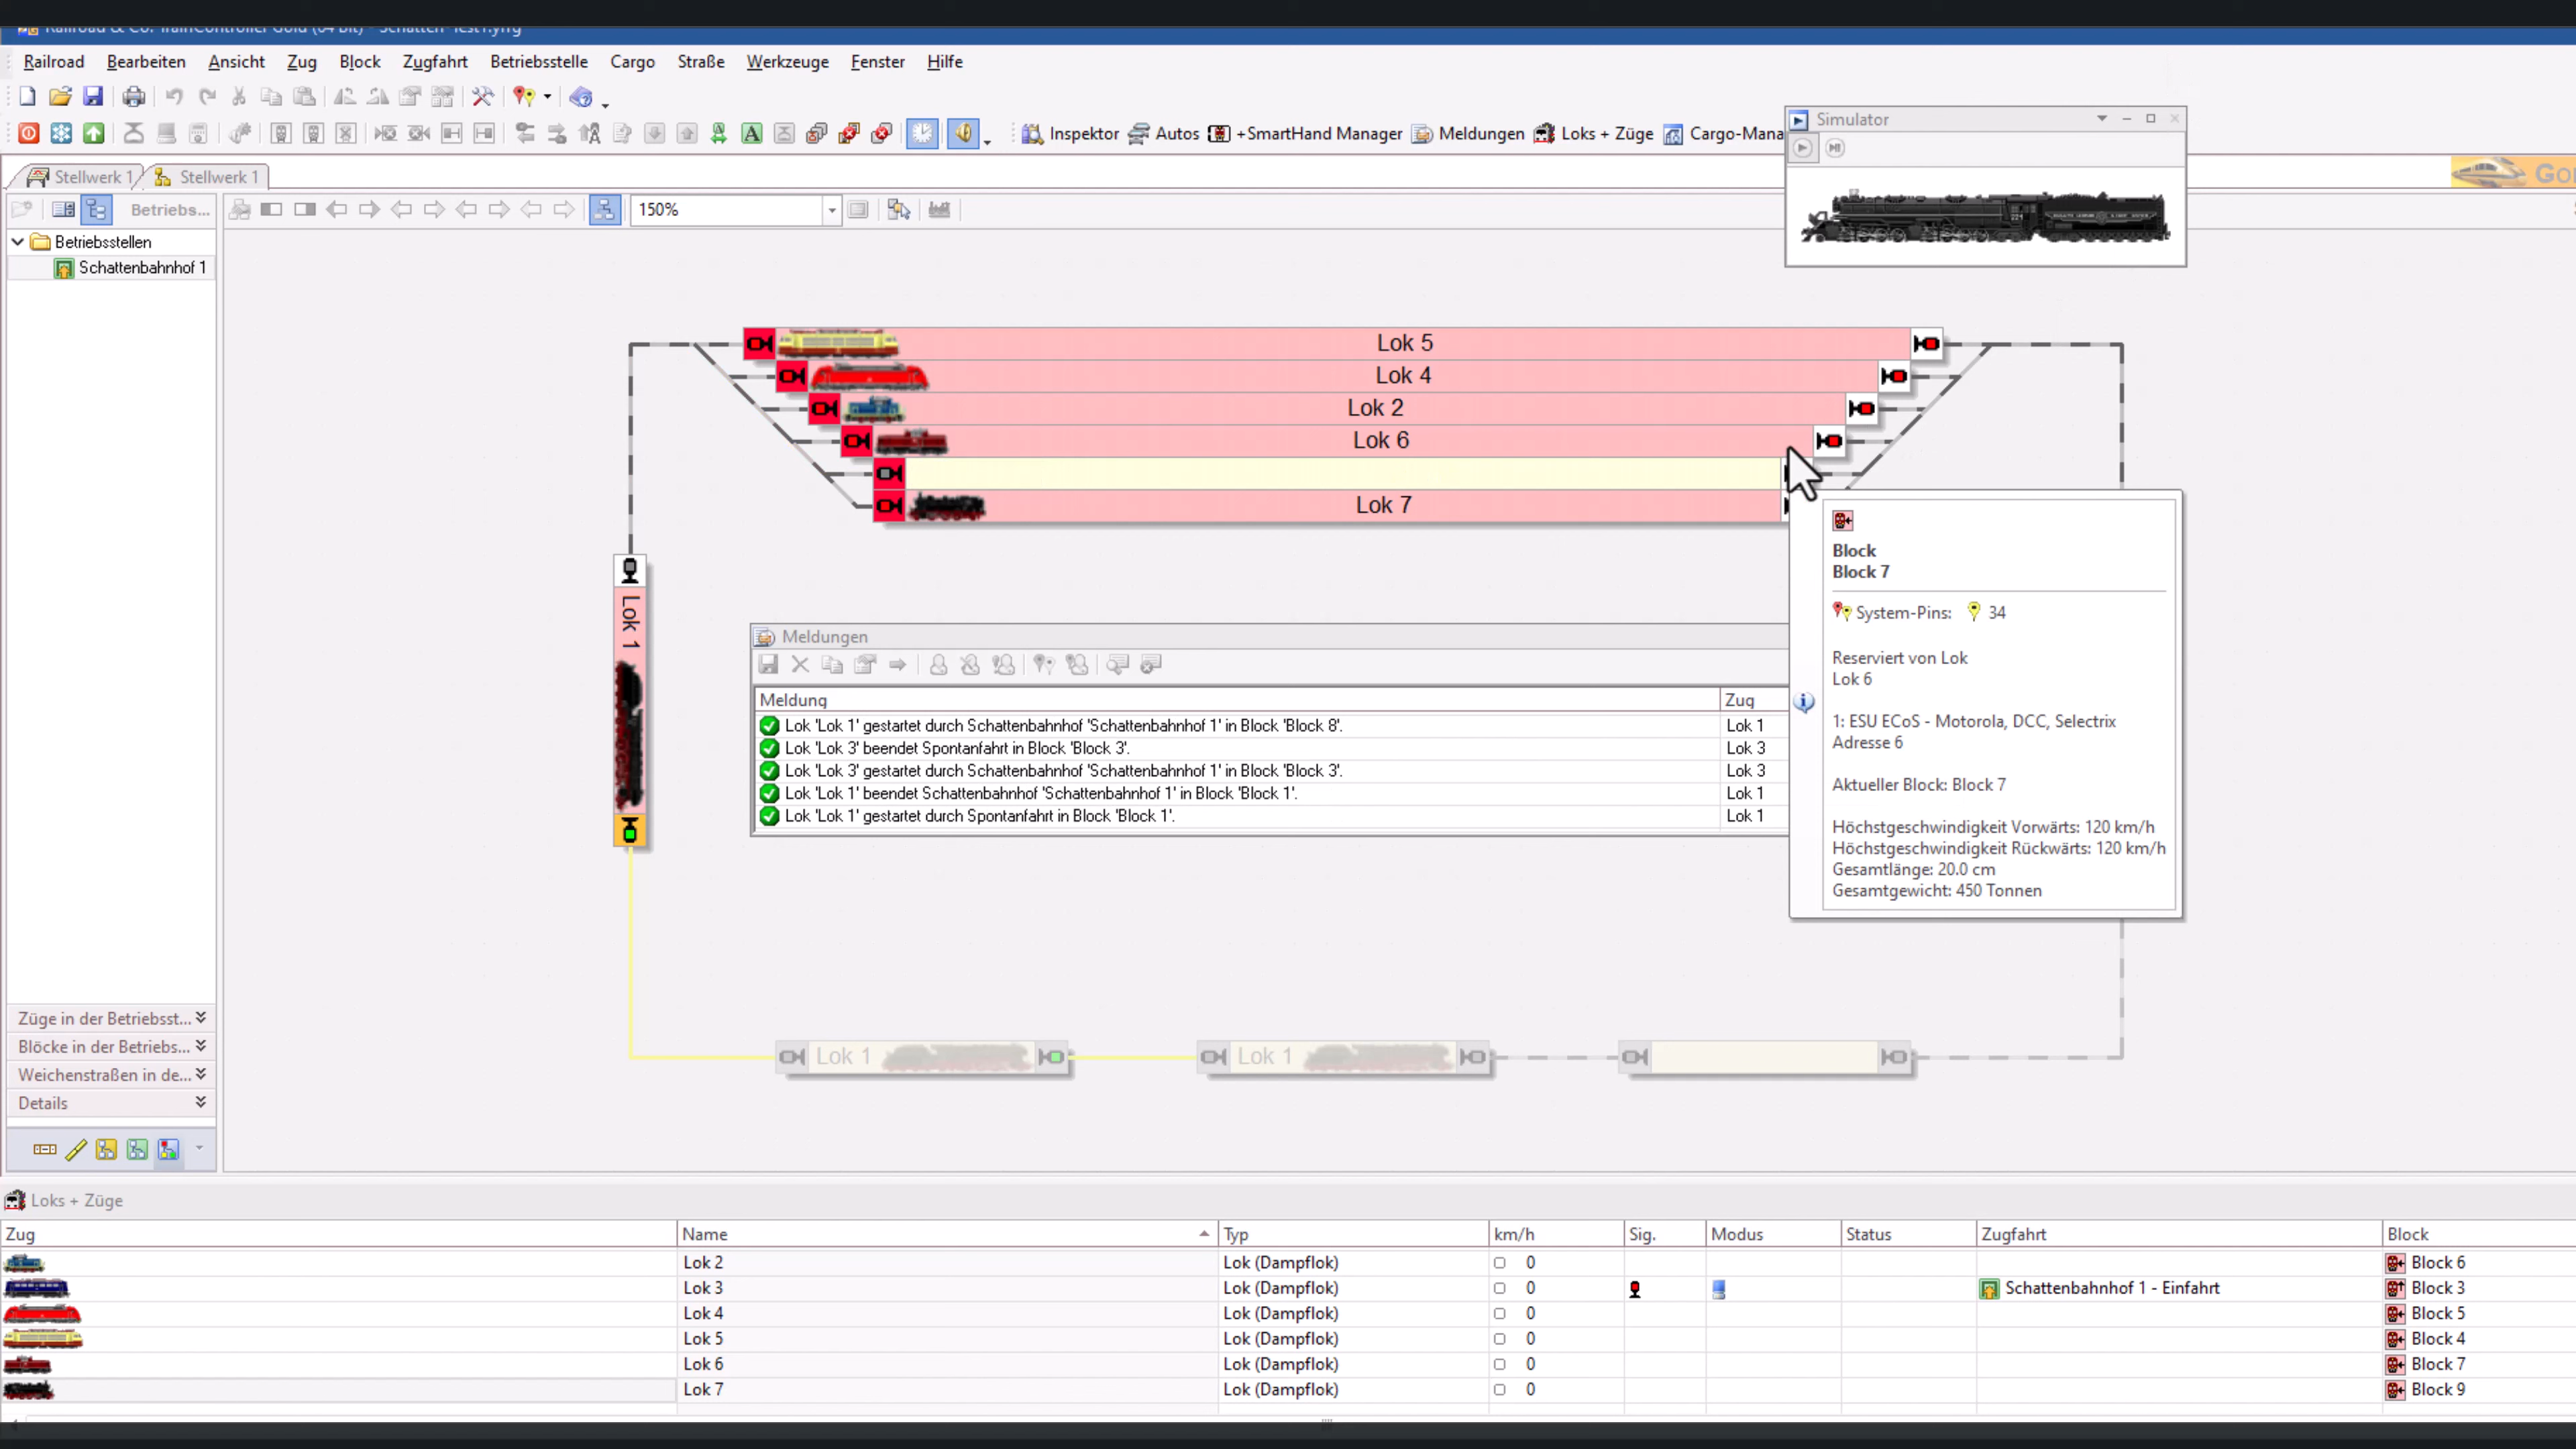 Railroad & Co. TrainController Gold (64 Bit) - Schatten-Test1.yrrg
Railroad Bearbeiten Ansicht Zug Block Zugfahrt Betriebsstelle Cargo Straße Werkzeuge Fenster Hilfe
Inspektor Autos +SmartHand Manager Meldungen Loks + Züge Cargo-Mana
Simulator
Stellwerk 1 Stellwerk 1
Betriebs... 150%
Betriebsstellen
Schattenbahnhof 1
Lok 5
Lok 4
Lok 2
Lok 6
Lok 7
Lok 1
Block
Block 7
System-Pins: 34
Reserviert von Lok
Lok 6
1: ESU ECoS - Motorola, DCC, Selectrix
Adresse 6
Aktueller Block: Block 7
Höchstgeschwindigkeit Vorwärts: 120 km/h
Höchstgeschwindigkeit Rückwärts: 120 km/h
Gesamtlänge: 20.0 cm
Gesamtgewicht: 450 Tonnen
Meldungen
Meldung Zug
Lok 'Lok 1' gestartet durch Schattenbahnhof 'Schattenbahnhof 1' in Block 'Block 8'. Lok 1
Lok 'Lok 3' beendet Spontanfahrt in Block 'Block 3'. Lok 3
Lok 'Lok 3' gestartet durch Schattenbahnhof 'Schattenbahnhof 1' in Block 'Block 3'. Lok 3
Lok 'Lok 1' beendet Schattenbahnhof 'Schattenbahnhof 1' in Block 'Block 1'. Lok 1
Lok 'Lok 1' gestartet durch Spontanfahrt in Block 'Block 1'. Lok 1
Lok 1 Lok 1
Züge in der Betriebsst...
Blöcke in der Betriebs...
Weichenstraßen in de...
Details
Loks + Züge
Zug Name Typ km/h Sig. Modus Status Zugfahrt Block
Lok 2 Lok (Dampflok) 0 Block 6
Lok 3 Lok (Dampflok) 0 Schattenbahnhof 1 - Einfahrt Block 3
Lok 4 Lok (Dampflok) 0 Block 5
Lok 5 Lok (Dampflok) 0 Block 4
Lok 6 Lok (Dampflok) 0 Block 7
Lok 7 Lok (Dampflok) 0 Block 9